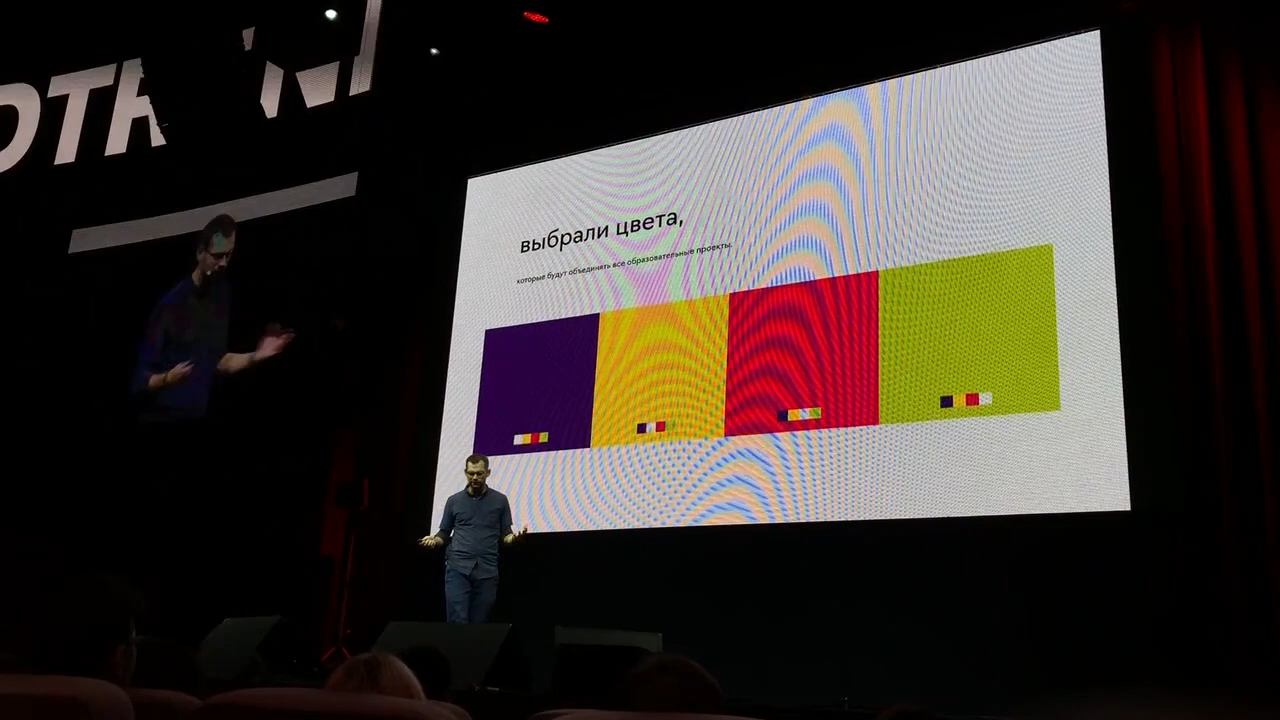 выбрали цвета,
которые будут объединять все образовательные проекты.